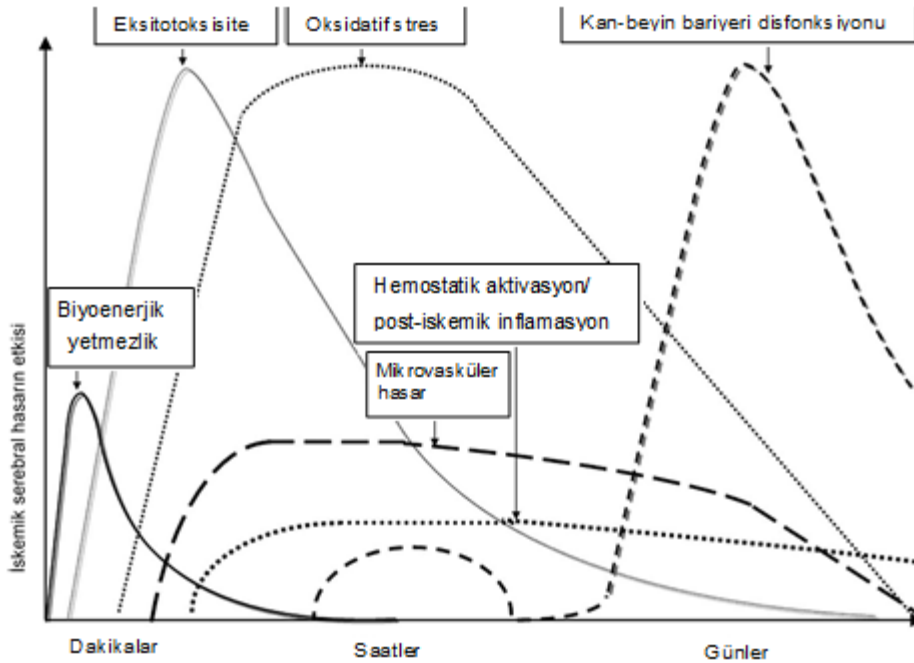 Eksitotoksisite
Oksidatif stres
Kan-beyin bariyeri disfonksiyonu
Hemostatik aktivasyon/
post-iskemik inflamasyon
Biyoenerjik
yetmezlik
Mikrovasküler
hasar
İskemik serebral hasarın etkisi
Dakikalar
Saatler
Günler